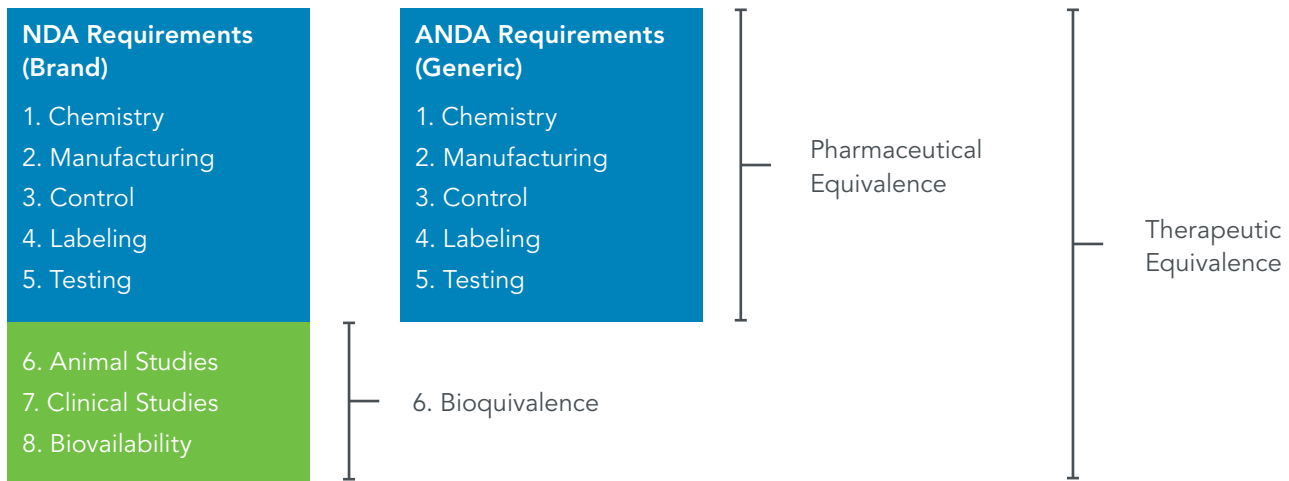 NDA Requirements
(Brand)
1. Chemistry
2. Manufacturing
3. Control
4. Labeling
5. Testing
6. Animal Studies
7. Clinical Studies
8. Biovailability
ANDA Requirements
(Generic)
1. Chemistry
2. Manufacturing
3. Control
4. Labeling
5. Testing
6. Bioquivalence
Pharmaceutical
Equivalence
Therapeutic
Equivalence